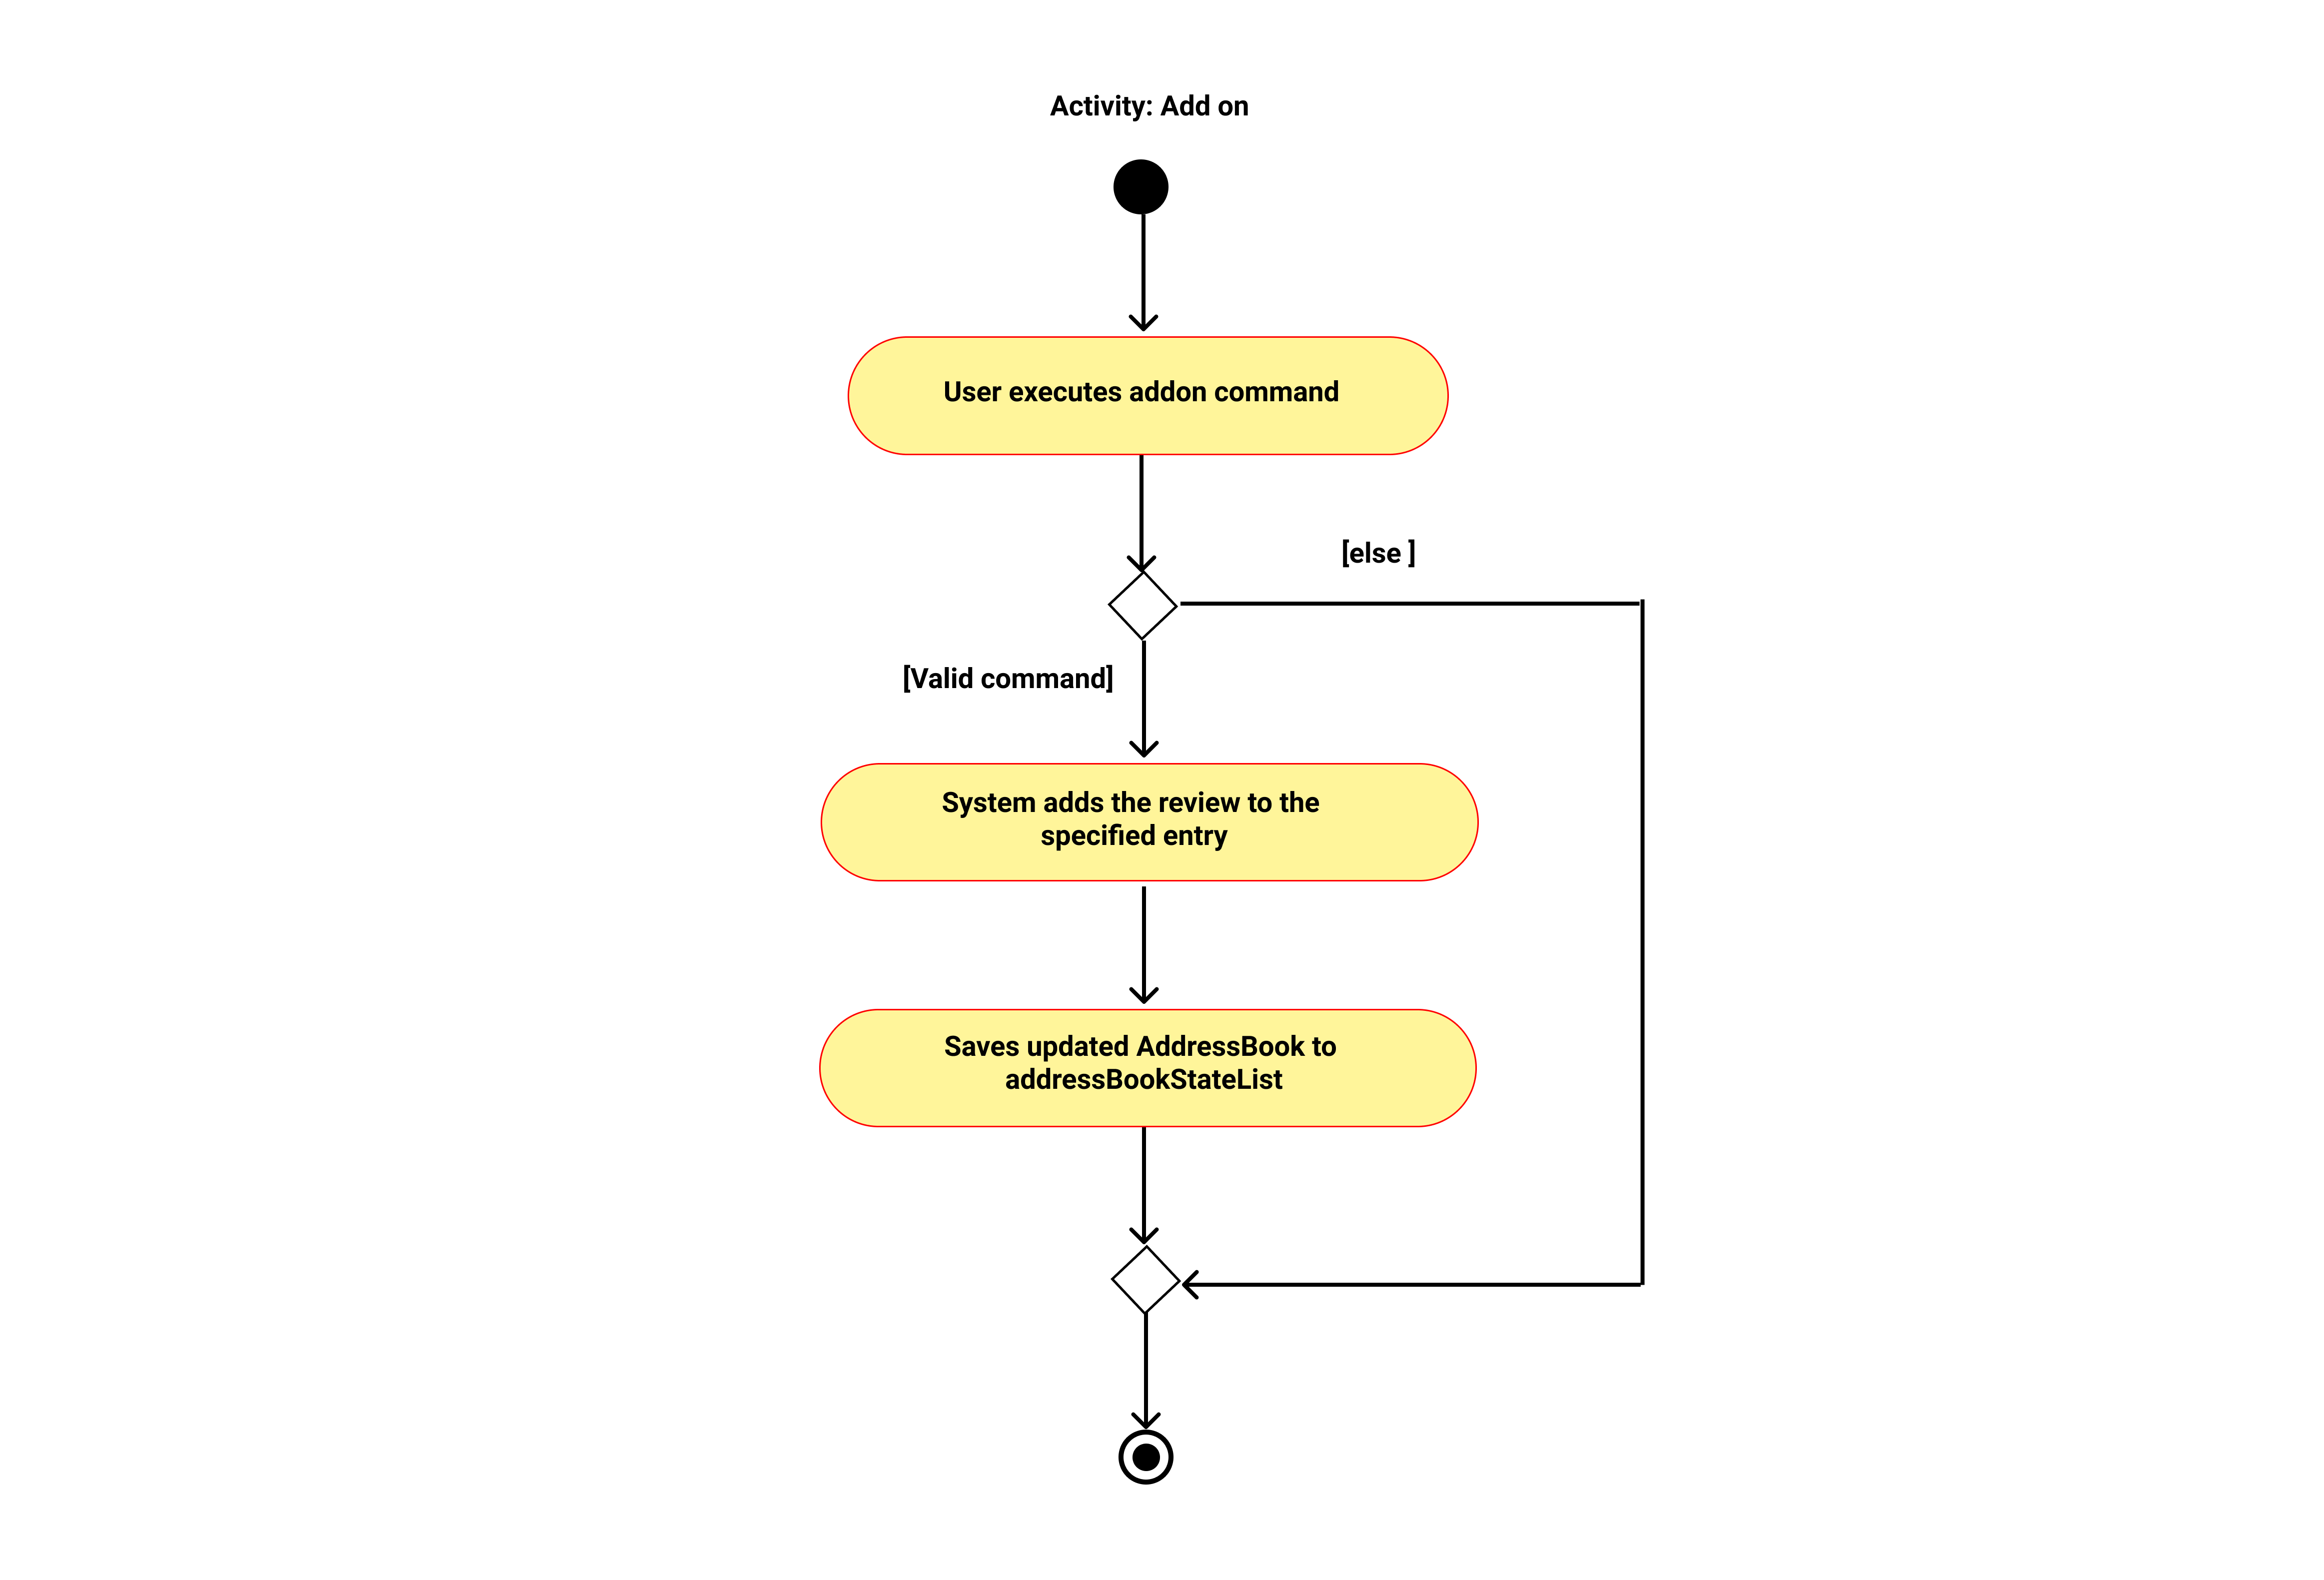 Activity: Add on
User executes addon command
[else ]
[Valid command]
System adds the review to the
specified entry
Saves updated AddressBook to
addressBookStateList